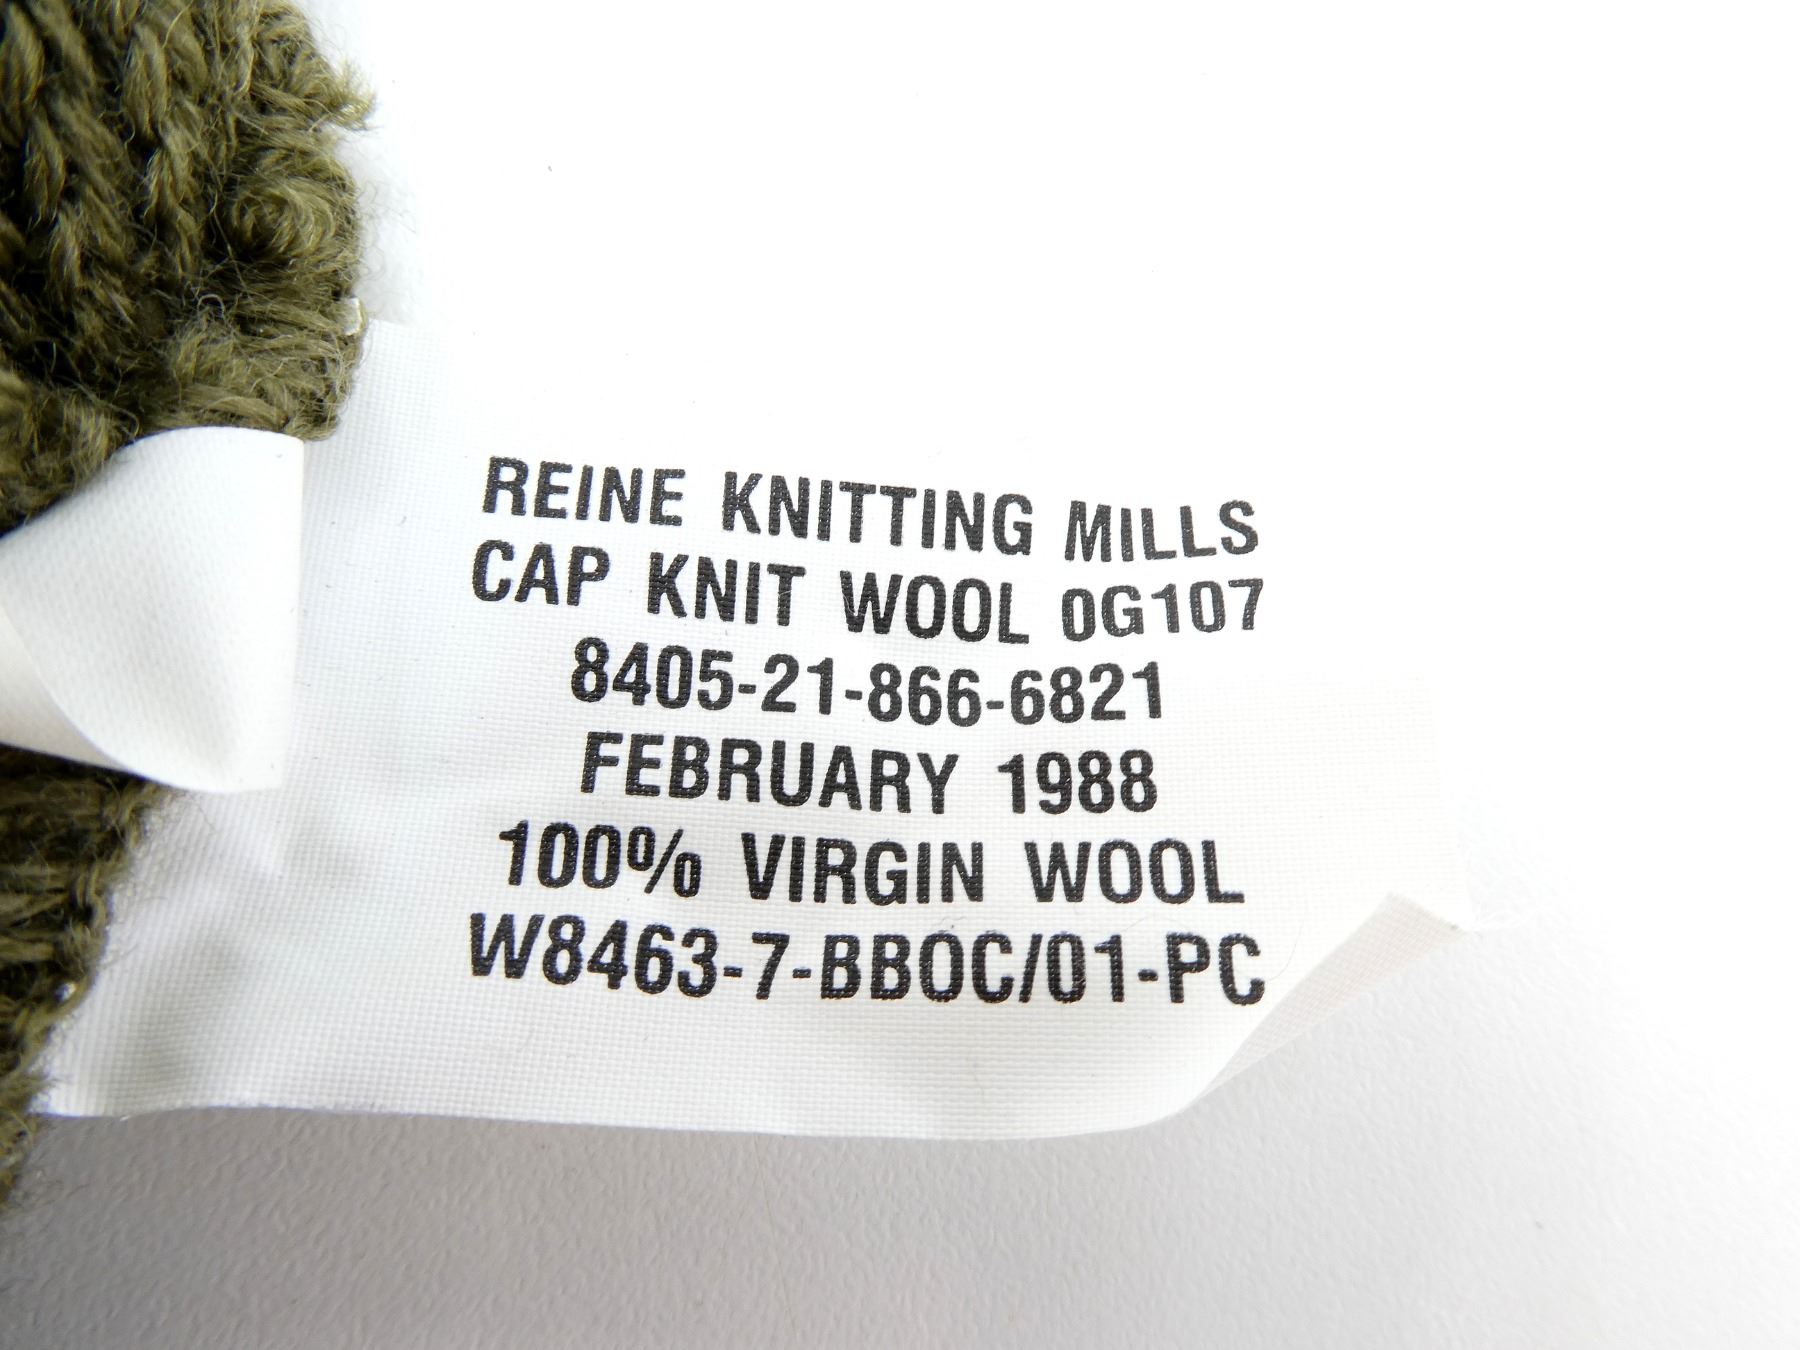 REINE KNITTING MILLS
CAP KNIT WOOL 0G107
8405-21-866-6821
FEBRUARY 1988
100% VIRGIN WOOL
W8463-7-BBOC/01-PC